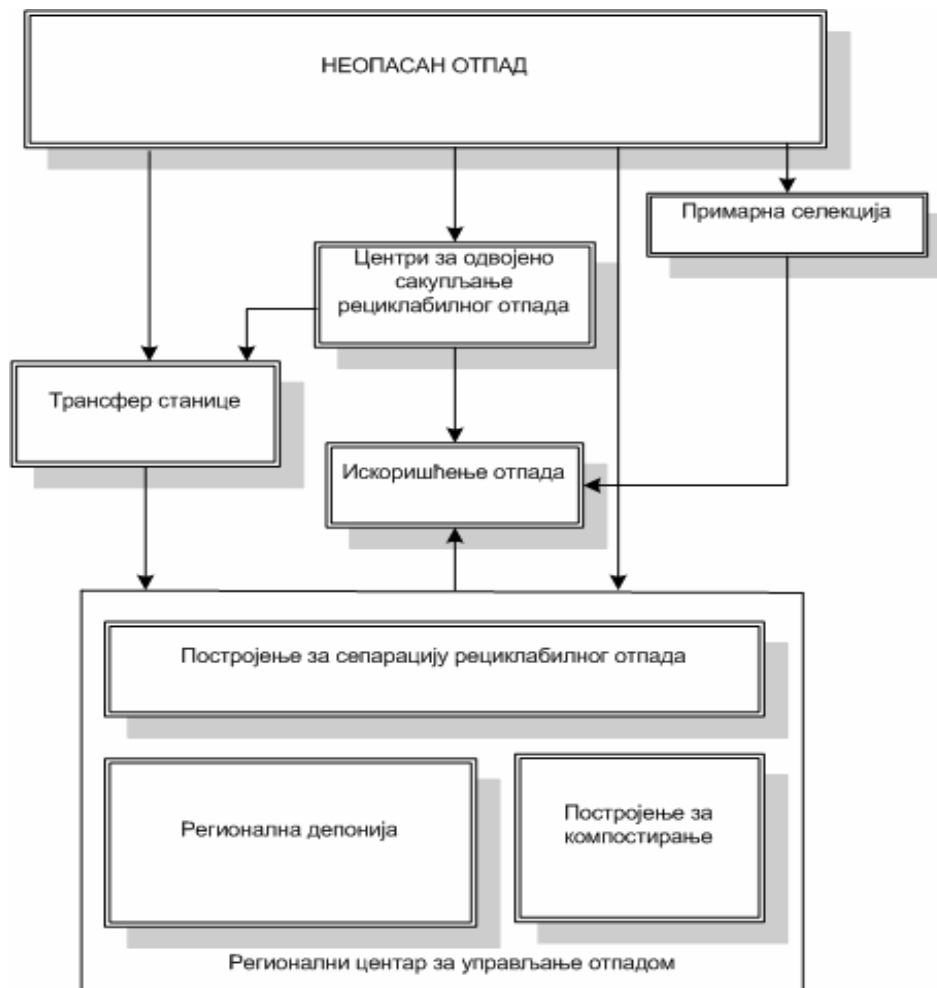 НЕОПАСАН ОТПАД
Примарна селекција
Центри за одвојено
сакупљање
рециклабилног отпада
Трансфер станице
Искоришћење отпада
Постројење за сепарацију рециклабилног отпада
Регионална депонија
Постројење за
компостирање
Регионални центар за управљање отпадом